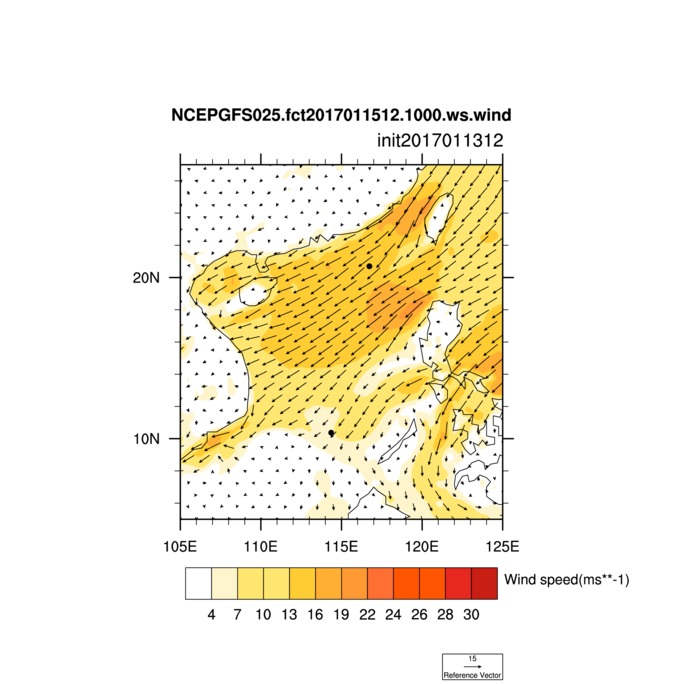 NCEPGFS025.fct2017011512.1000.ws.wind
init2017011312
20N
10N
105E 110E 115E 120E 125E
Wind speed(ms**-1)
4 7 10 13 16 19 22 24 26 28 30
15
Reference Vector